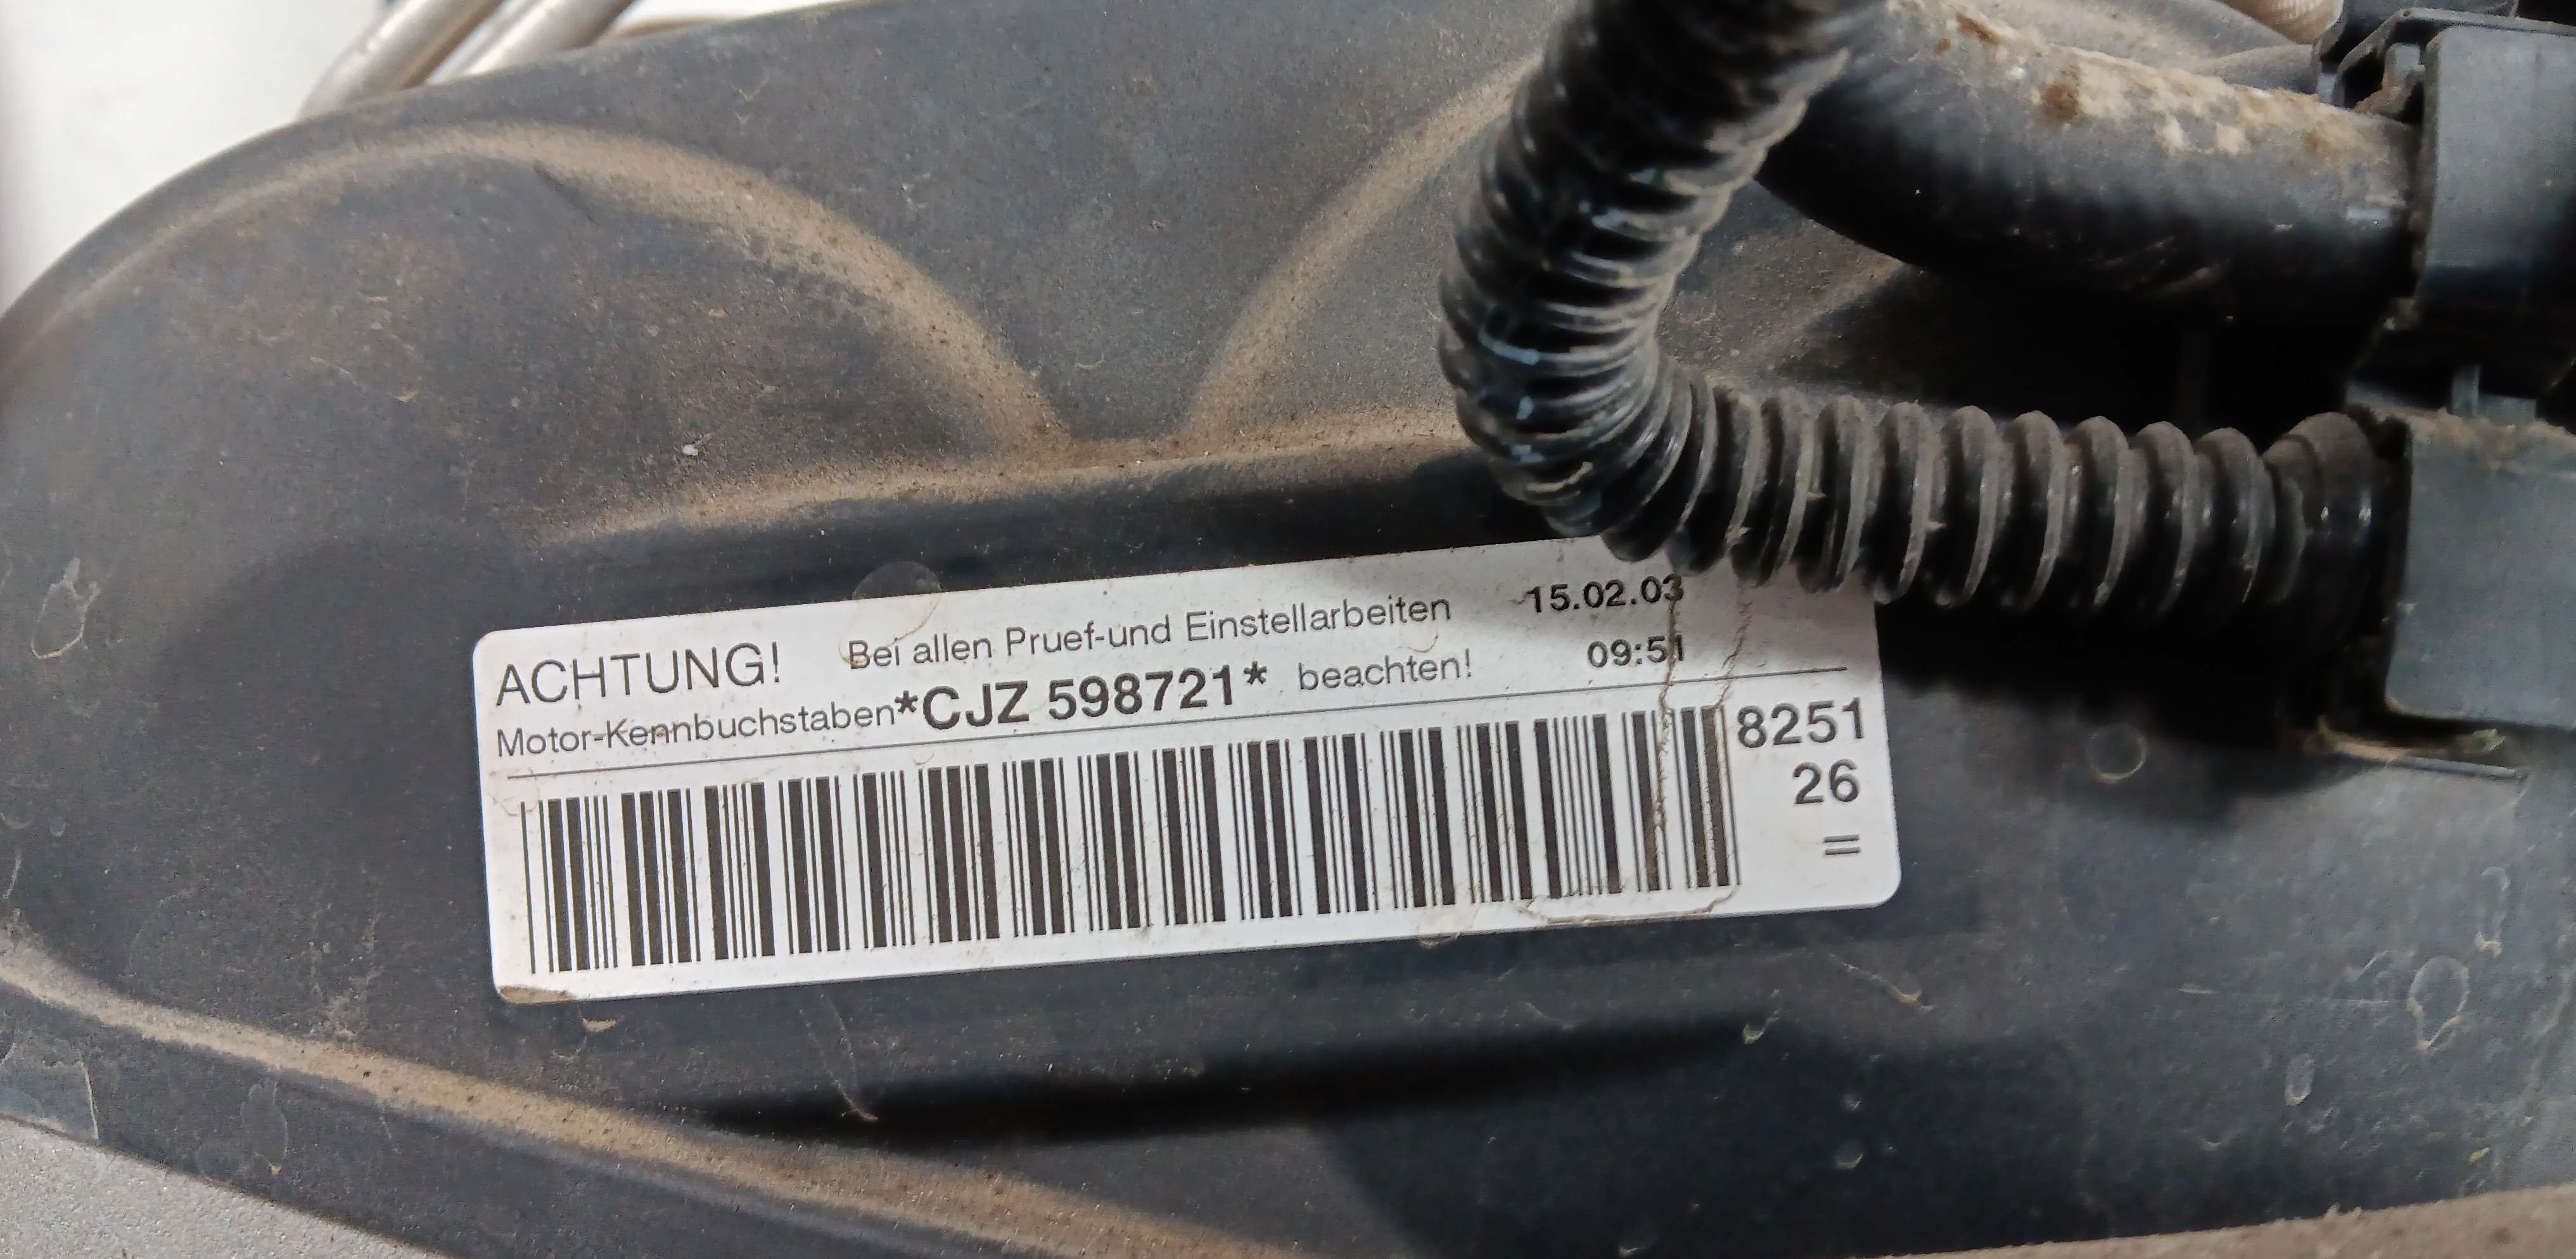 ACHTUNG! Bei allen Pruef-und Einstellarbeiten 15.02.03
Motor-Kennbuchstaben*CJZ 598721* beachten! 09:51
8251
26
=